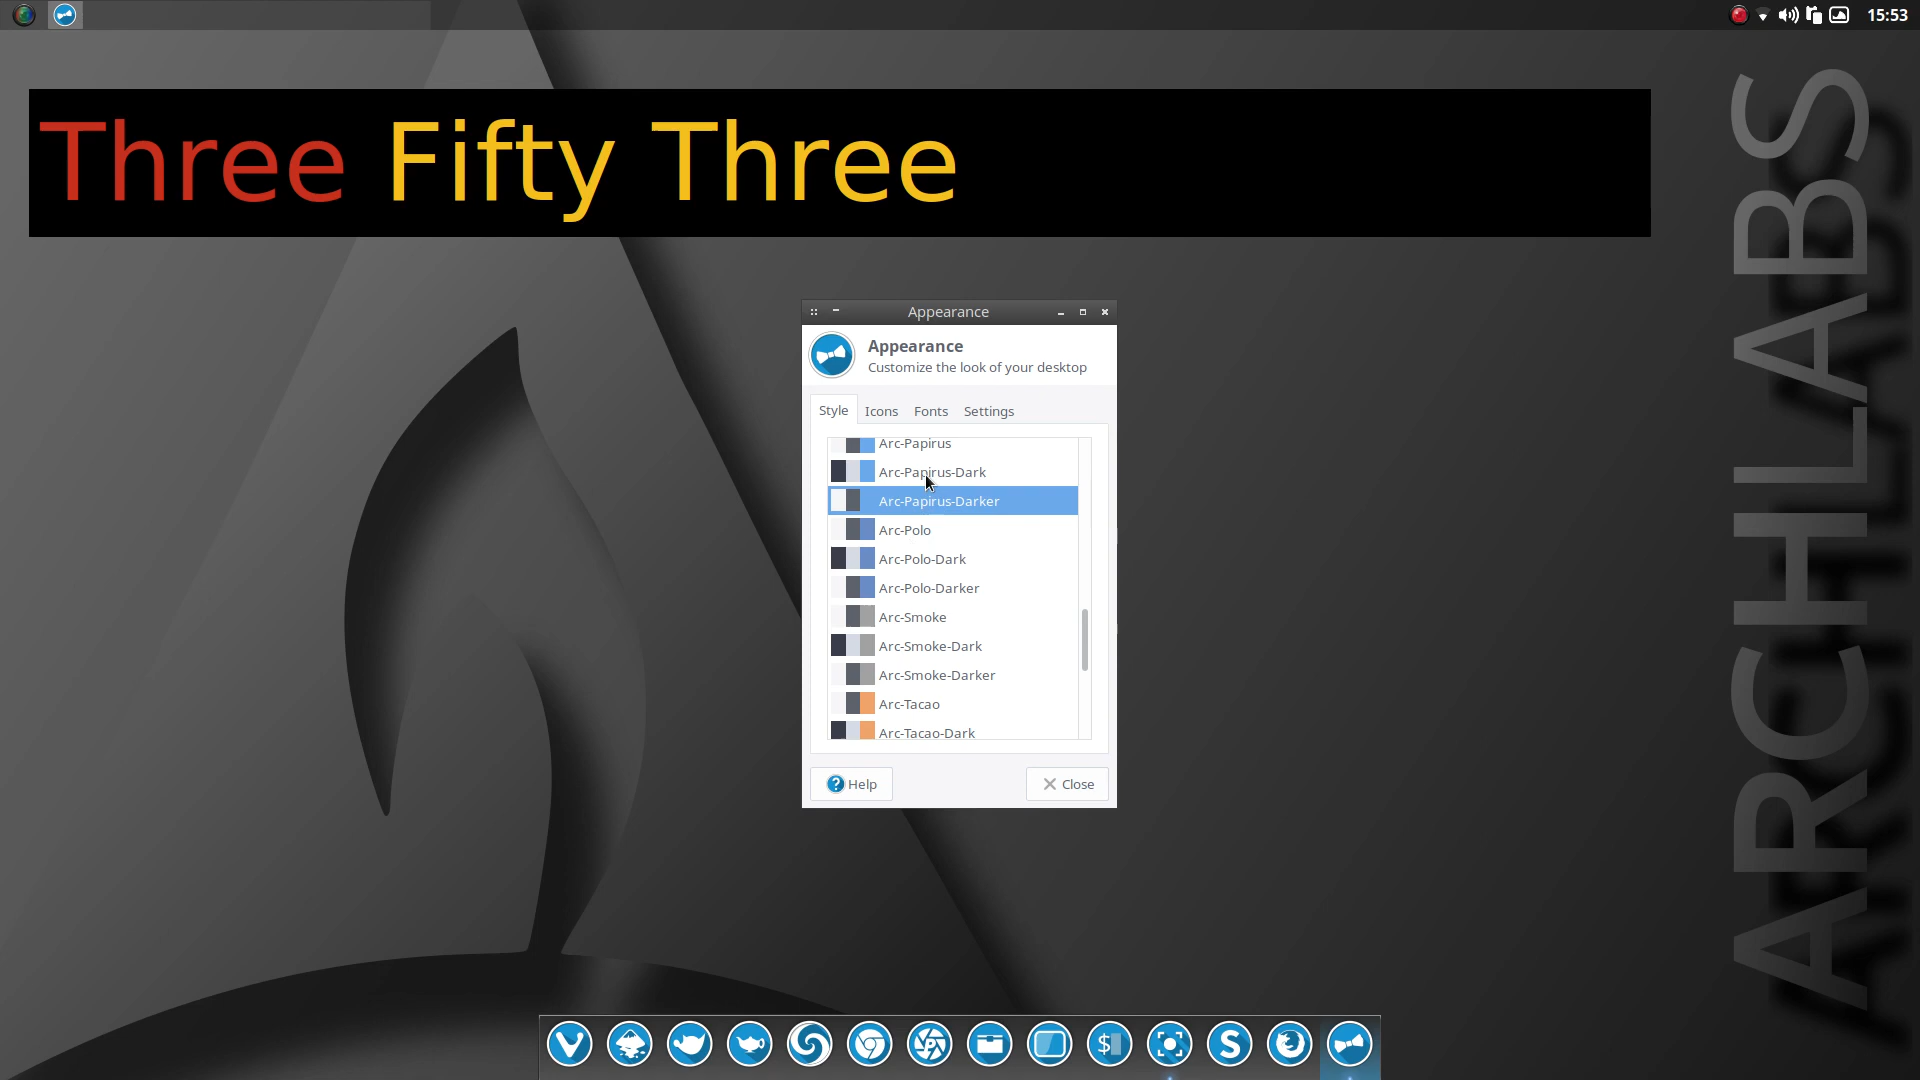 15:53
Three Fifty Three
ARCHLABS
Appearance
Appearance
Customize the look of your desktop
Style Icons Fonts Settings
Arc-Papirus
Arc-Papirus-Dark
Arc-Papirus-Darker
Arc-Polo
Arc-Polo-Dark
Arc-Polo-Darker
Arc-Smoke
Arc-Smoke-Dark
Arc-Smoke-Darker
Arc-Tacao
Arc-Tacao-Dark
Help Close